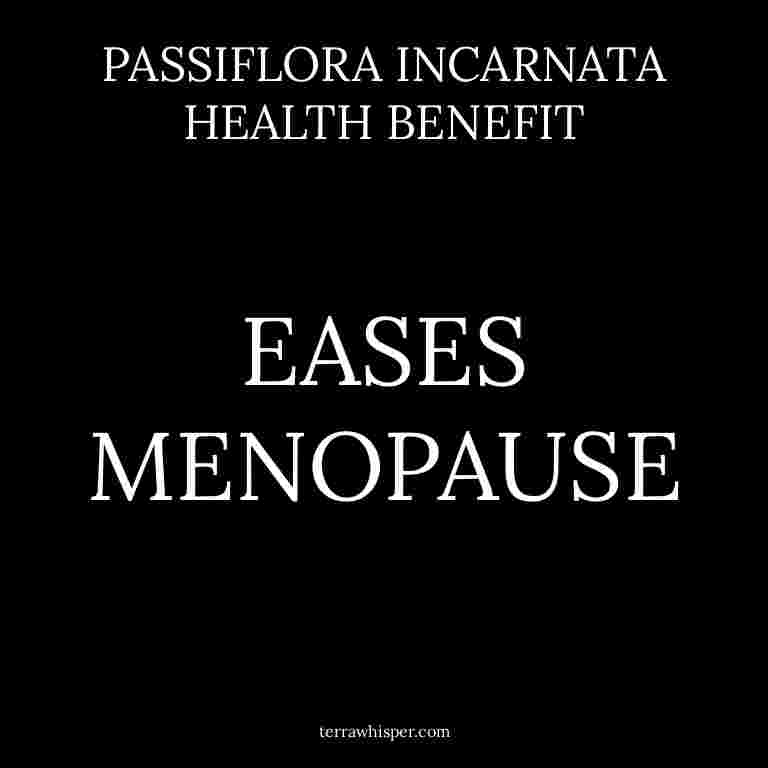 PASSIFLORA INCARNATA
HEALTH BENEFIT
EASES
MENOPAUSE
terrawhisper.com